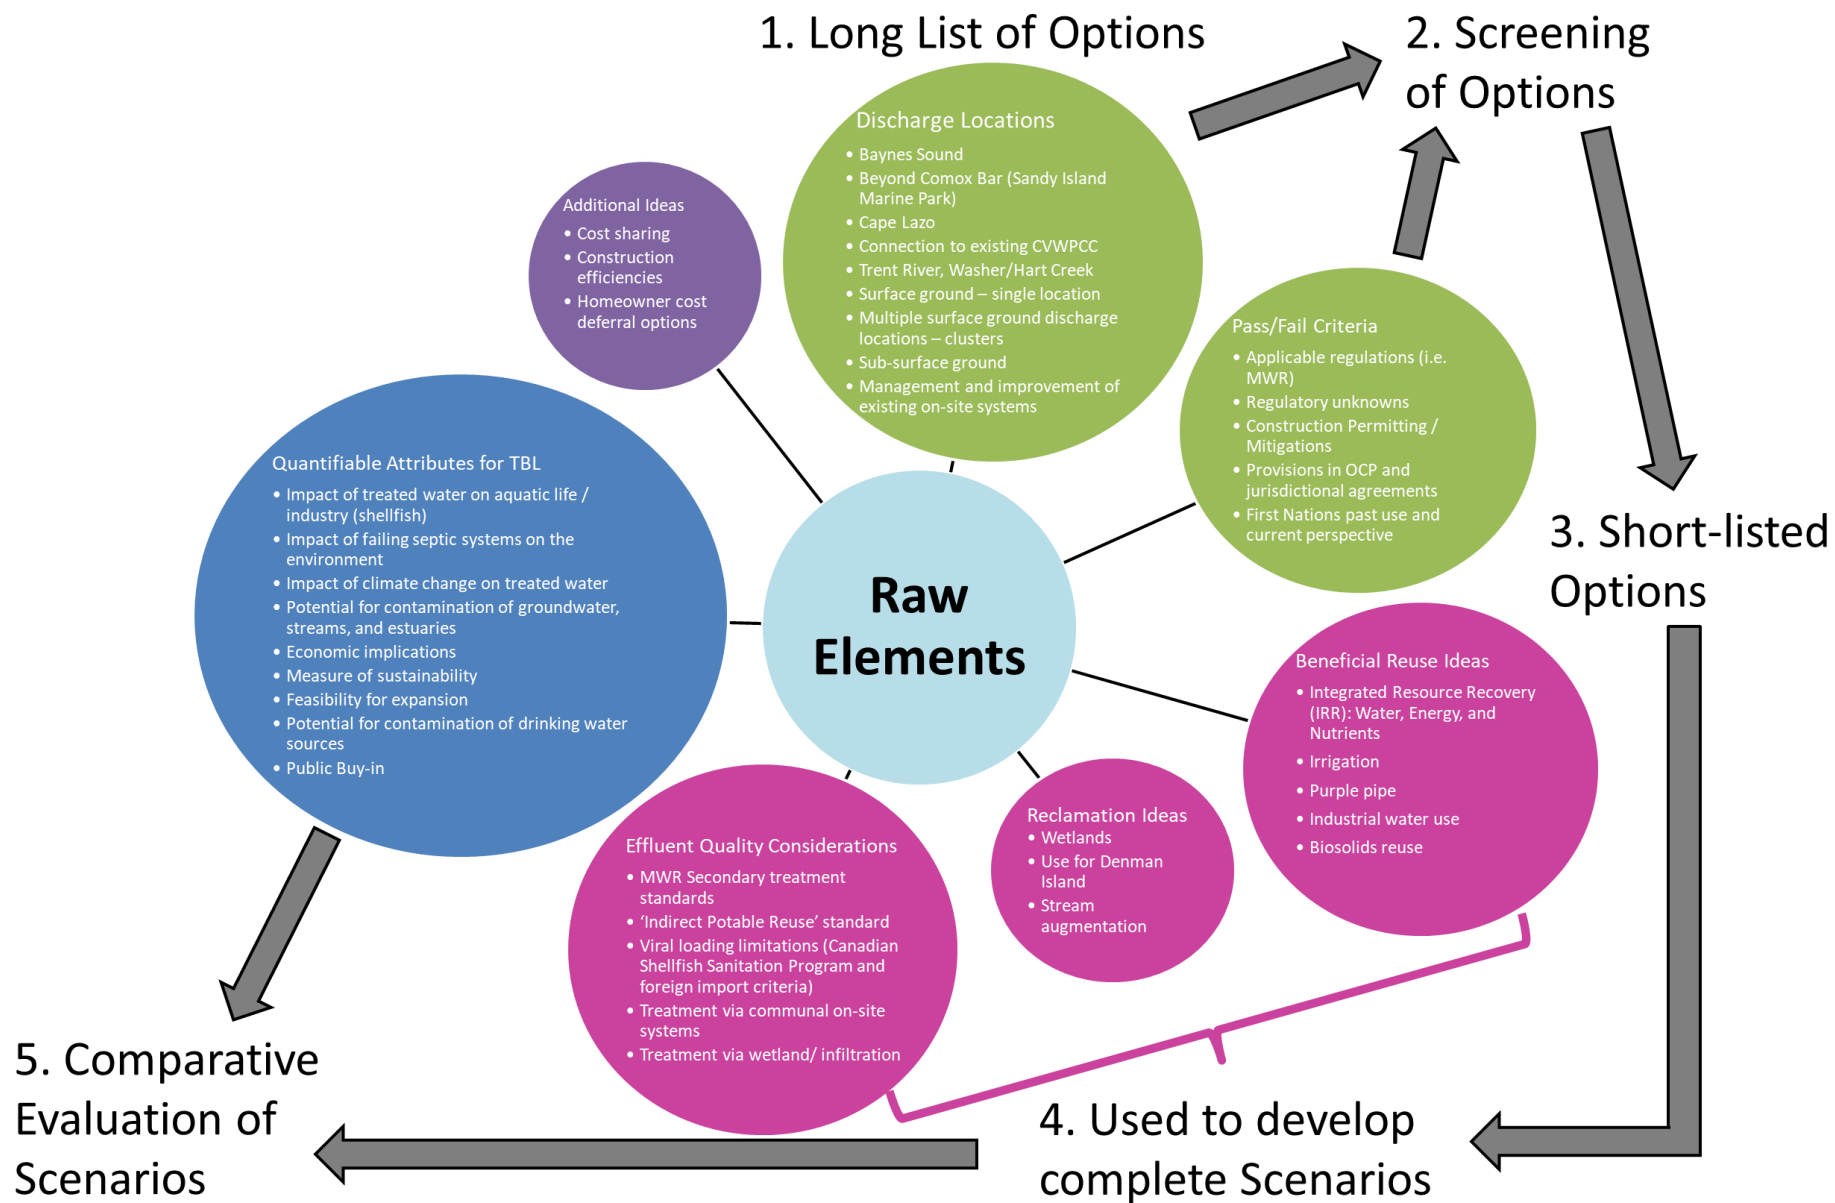 1. Long List of Options
2. Screening
of Options
Discharge Locations
• Baynes Sound
• Beyond Comox Bar (Sandy Island
Marine Park)
• Cape Lazo
• Connection to existing CVWPCC
• Trent River, Washer/Hart Creek
• Surface ground – single location
• Multiple surface ground discharge
locations – clusters
• Sub-surface ground
• Management and improvement of
existing on-site systems
Additional Ideas
• Cost sharing
• Construction
efficiencies
• Homeowner cost
deferral options
Pass/Fail Criteria
• Applicable regulations (i.e.
MWR)
• Regulatory unknowns
• Construction Permitting /
Mitigations
• Provisions in OCP and
jurisdictional agreements
• First Nations past use and
current perspective
Quantifiable Attributes for TBL
• Impact of treated water on aquatic life /
industry (shellfish)
• Impact of failing septic systems on the
environment
• Impact of climate change on treated water
• Potential for contamination of groundwater,
streams, and estuaries
• Economic implications
• Measure of sustainability
• Feasibility for expansion
• Potential for contamination of drinking water
sources
• Public Buy-in
Raw
Elements
3. Short-listed
Options
Beneficial Reuse Ideas
• Integrated Resource Recovery
(IRR): Water, Energy, and
Nutrients
• Irrigation
• Purple pipe
• Industrial water use
• Biosolids reuse
Reclamation Ideas
• Wetlands
• Use for Denman
Island
• Stream
augmentation
Effluent Quality Considerations
• MWR Secondary treatment
standards
• ‘Indirect Potable Reuse’ standard
• Viral loading limitations (Canadian
Shellfish Sanitation Program and
foreign import criteria)
• Treatment via communal on-site
systems
• Treatment via wetland/ infiltration
4. Used to develop
complete Scenarios
5. Comparative
Evaluation of
Scenarios